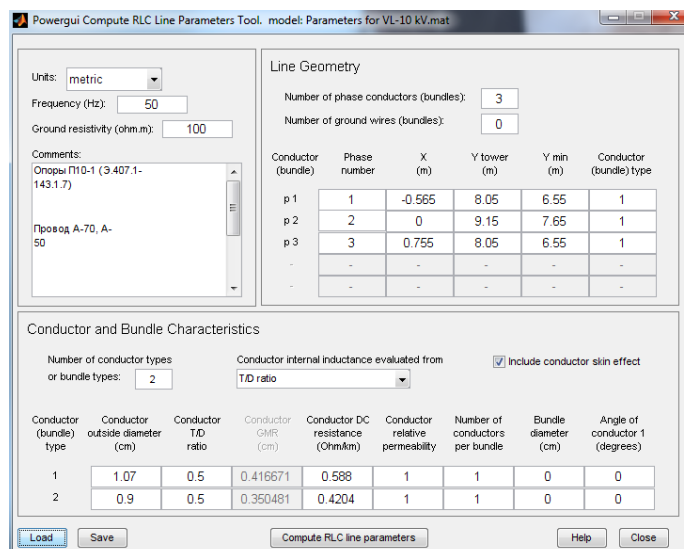 Powergui Compute RLC Line Parameters Tool. model: Parameters for VL-10 kV.mat
Units: metric
Frequency (Hz): 50
Ground resistivity (ohm.m): 100
Comments:
Опоры П10-1 (Э.407.1-
143.1.7)
Провод А-70, А-
50
Line Geometry
Number of phase conductors (bundles): 3
Number of ground wires (bundles): 0
Conductor (bundle) Phase number X (m) Y tower (m) Y min (m) Conductor (bundle) type
p 1 1 -0.565 8.05 6.55 1
p 2 2 0 9.15 7.65 1
p 3 3 0.755 8.05 6.55 1
- - - - - -
- - - - - -
Conductor and Bundle Characteristics
Number of conductor types
or bundle types: 2
Conductor internal inductance evaluated from
T/D ratio
Include conductor skin effect
Conductor (bundle) type Conductor outside diameter (cm) Conductor T/D ratio Conductor GMR (cm) Conductor DC resistance (Ohm/km) Conductor relative permeability Number of conductors per bundle Bundle diameter (cm) Angle of conductor 1 (degrees)
1 1.07 0.5 0.416671 0.588 1 1 0 0
2 0.9 0.5 0.350481 0.4204 1 1 0 0
Load Save Compute RLC line parameters Help Close